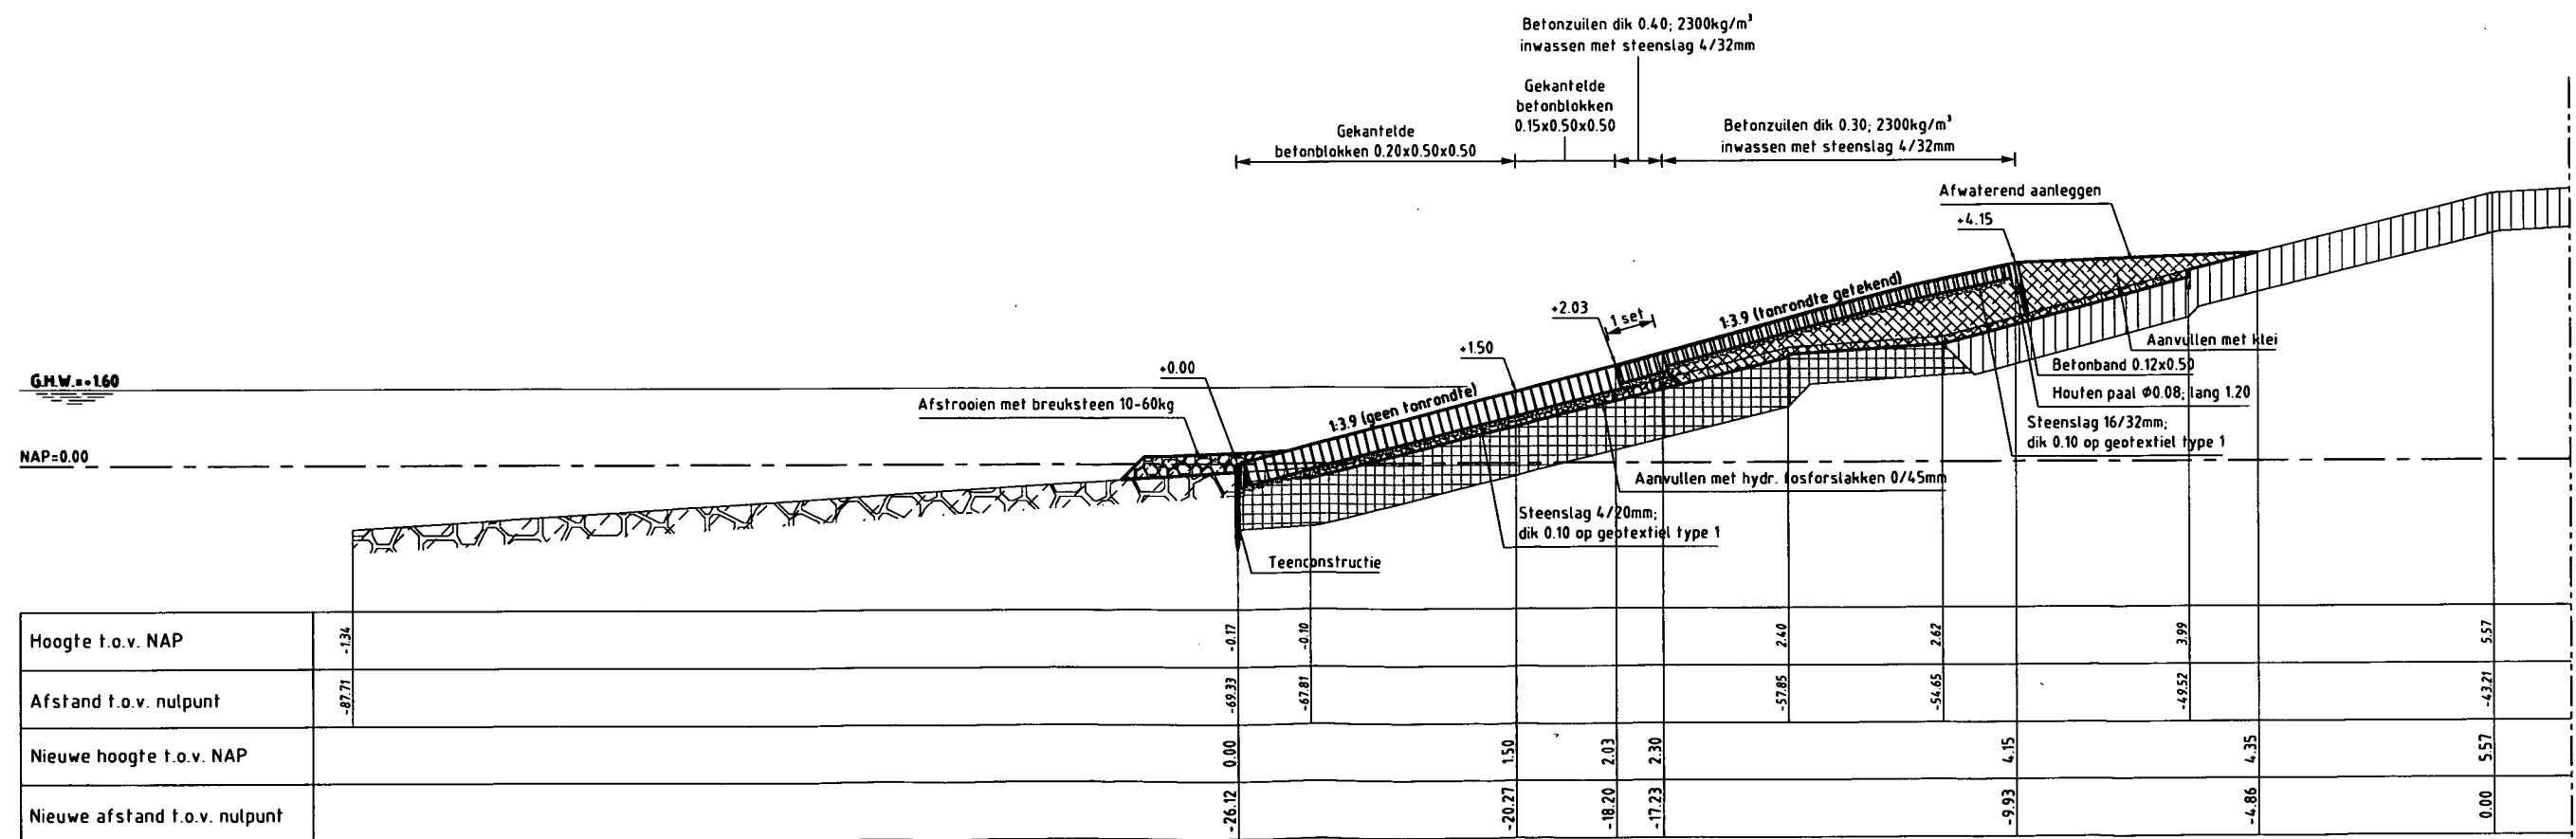 Betonzuilen dik 0.40; 2300kg/m³
inwassen met steenslag 4/32mm
Gekantelde
betonblokken
0.15x0.50x0.50
Gekantelde
betonblokken 0.20x0.50x0.50
Betonzuilen dik 0.30; 2300kg/m³
inwassen met steenslag 4/32mm
Afwaterend aanleggen
+4.15
1:3.9 (tonrondte getekend)
+2.03
1 set
+1.50
+0.00
1:3.9 (geen tonrondte)
G.H.W.=+1.60
Afstrooien met breuksteen 10-60kg
NAP=0.00
Aanvullen met klei
Betonband 0.12x0.50
Houten paal Φ0.08; lang 1.20
Steenslag 16/32mm;
dik 0.10 op geotextiel type 1
Aanvullen met hydr. fosforslakken 0/45mm
Steenslag 4/20mm;
dik 0.10 op geotextiel type 1
Teenconstructie
Hoogte t.o.v. NAP -1.34 -0.17 -0.10 2.40 2.62 3.99 5.57
Afstand t.o.v. nulpunt -87.71 -69.33 -67.81 -57.85 -54.65 -49.52 -43.21
Nieuwe hoogte t.o.v. NAP 0.00 1.50 2.03 2.30 4.15 4.35 5.57
Nieuwe afstand t.o.v. nulpunt -26.12 -20.27 -18.20 -17.23 -9.93 -4.86 0.00